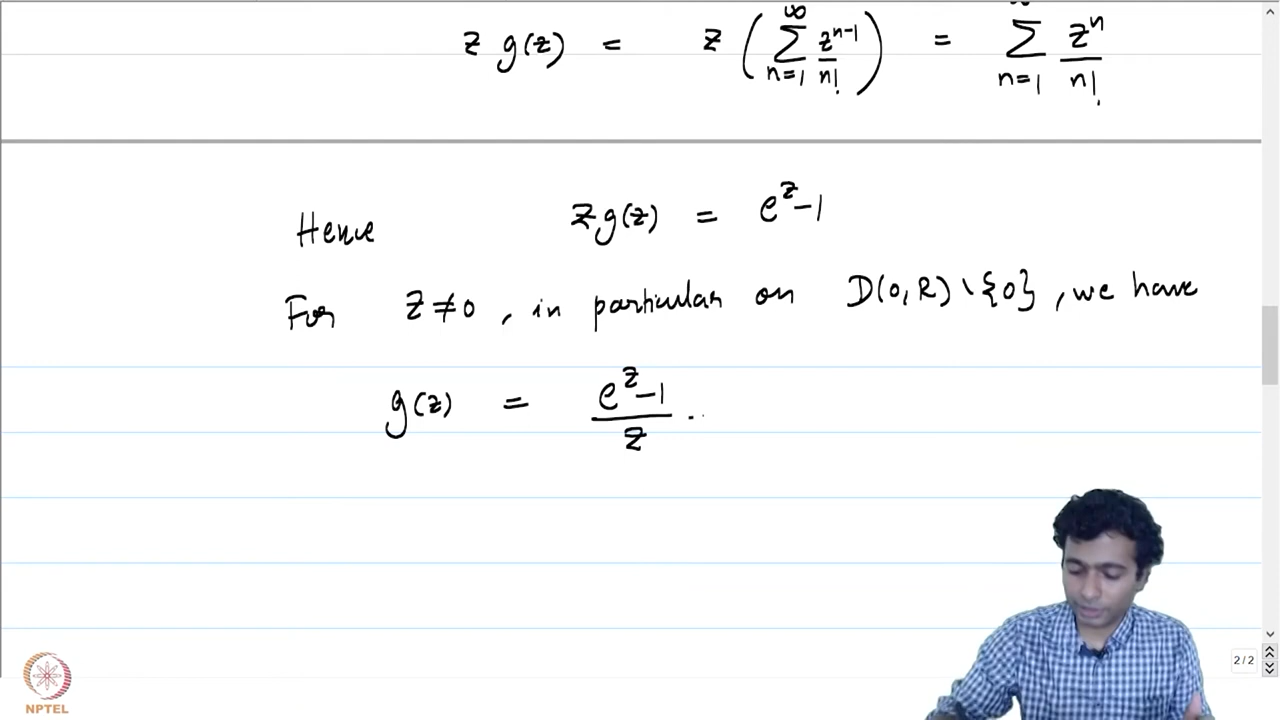 z g(z) = z ( ∞ ∑ n=1 z^{n-1} / n! ) = ∑ n=1 z^n / n!
Hence z g(z) = e^z - 1
For z ≠ 0 , in particular on D(0,R) \ {0} , we have
g(z) = (e^z - 1) / z .
2 / 2
NPTEL